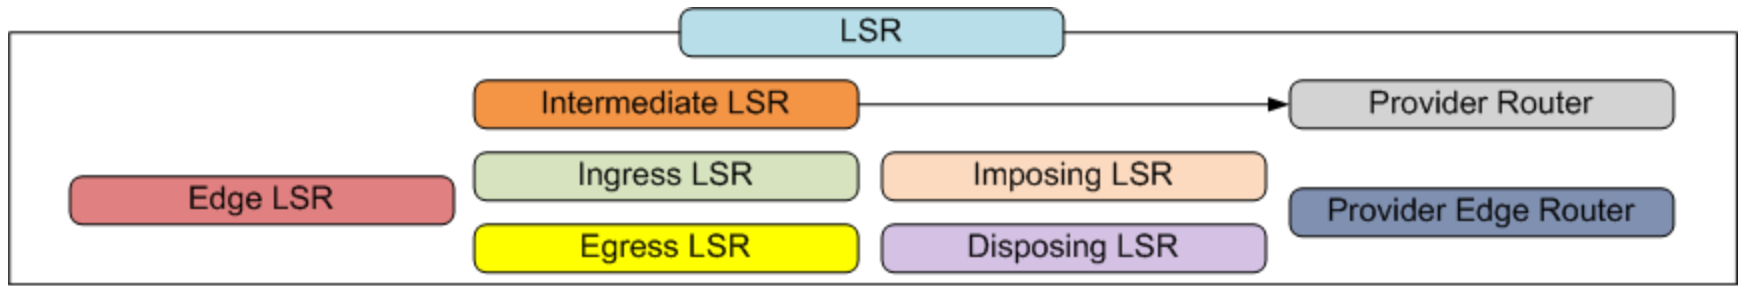 LSR
Intermediate LSR
Provider Router
Ingress LSR
Imposing LSR
Edge LSR
Provider Edge Router
Egress LSR
Disposing LSR